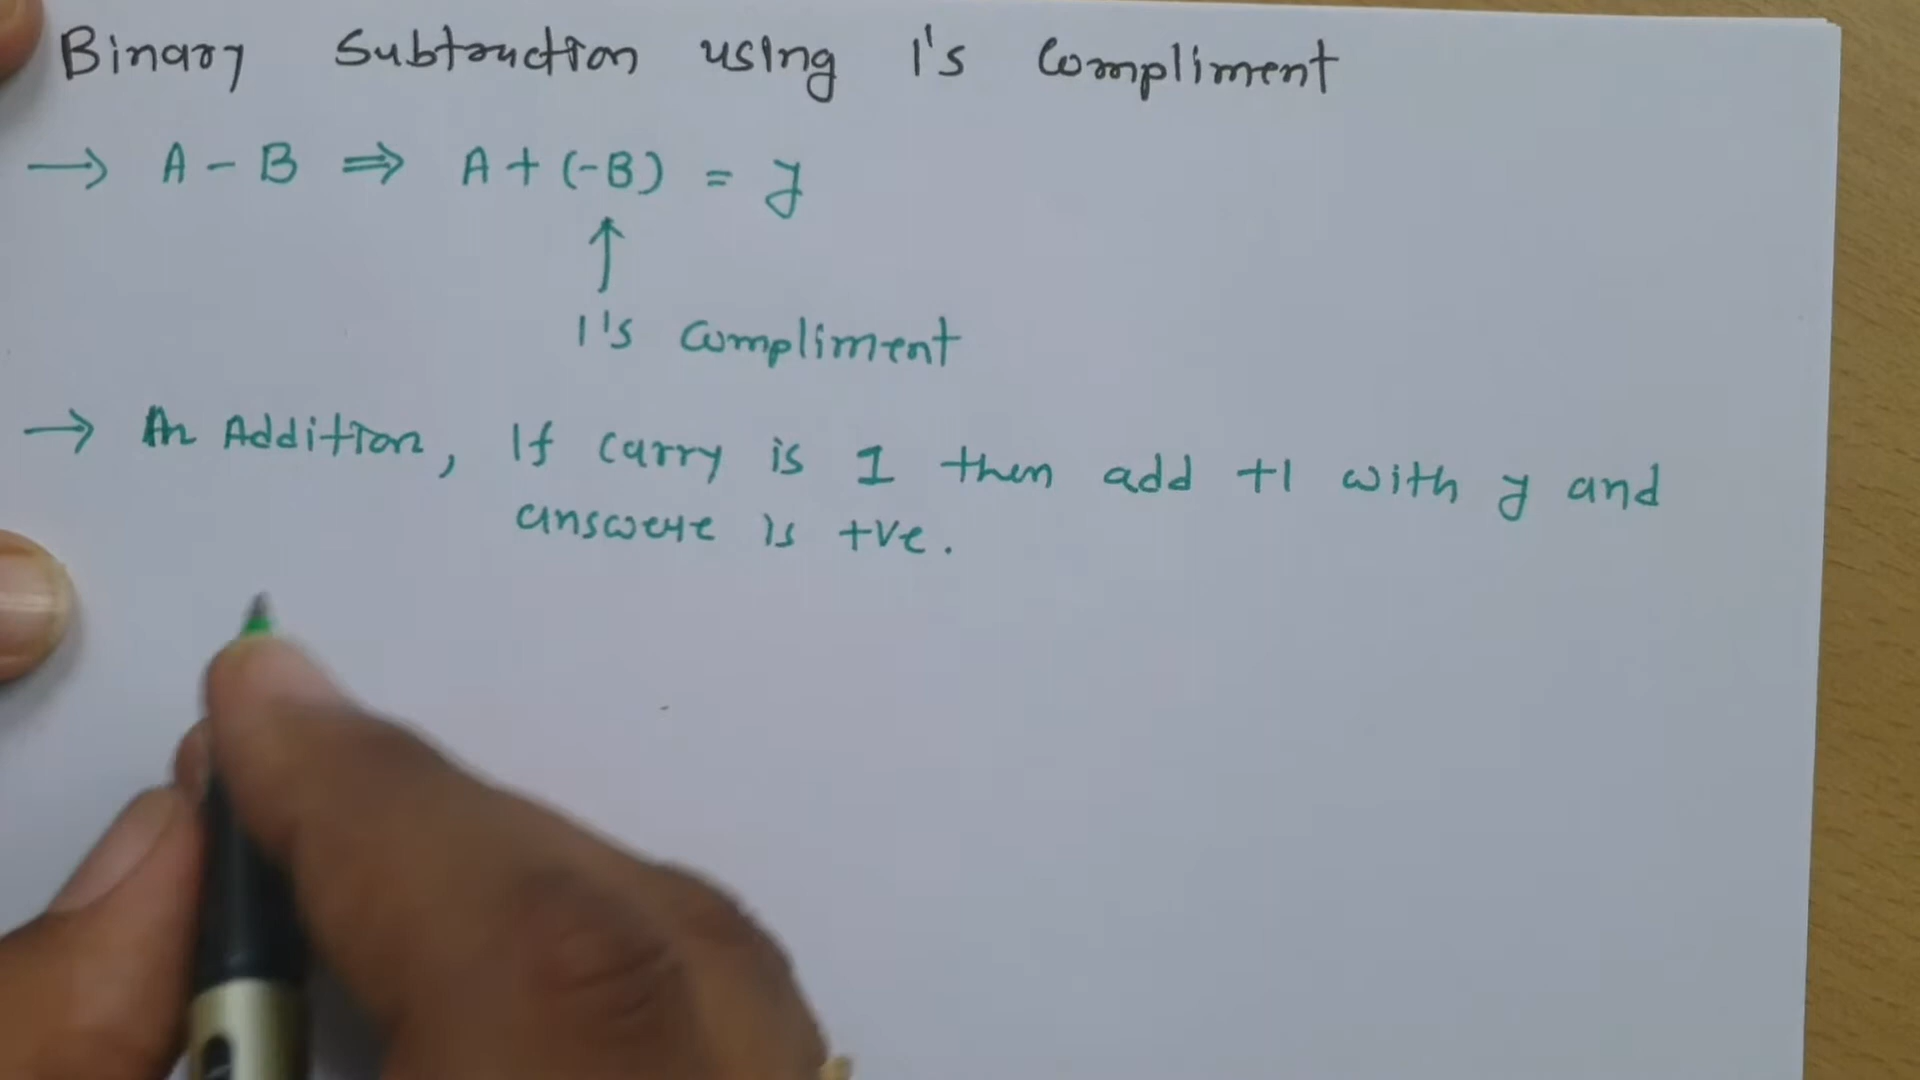 Binary Subtraction using 1's Compliment
→ A - B ⇒ A + (-B) = y
↑
1's Compliment
→ In Addition, If carry is 1 then add +1 with y and
answere is +ve.